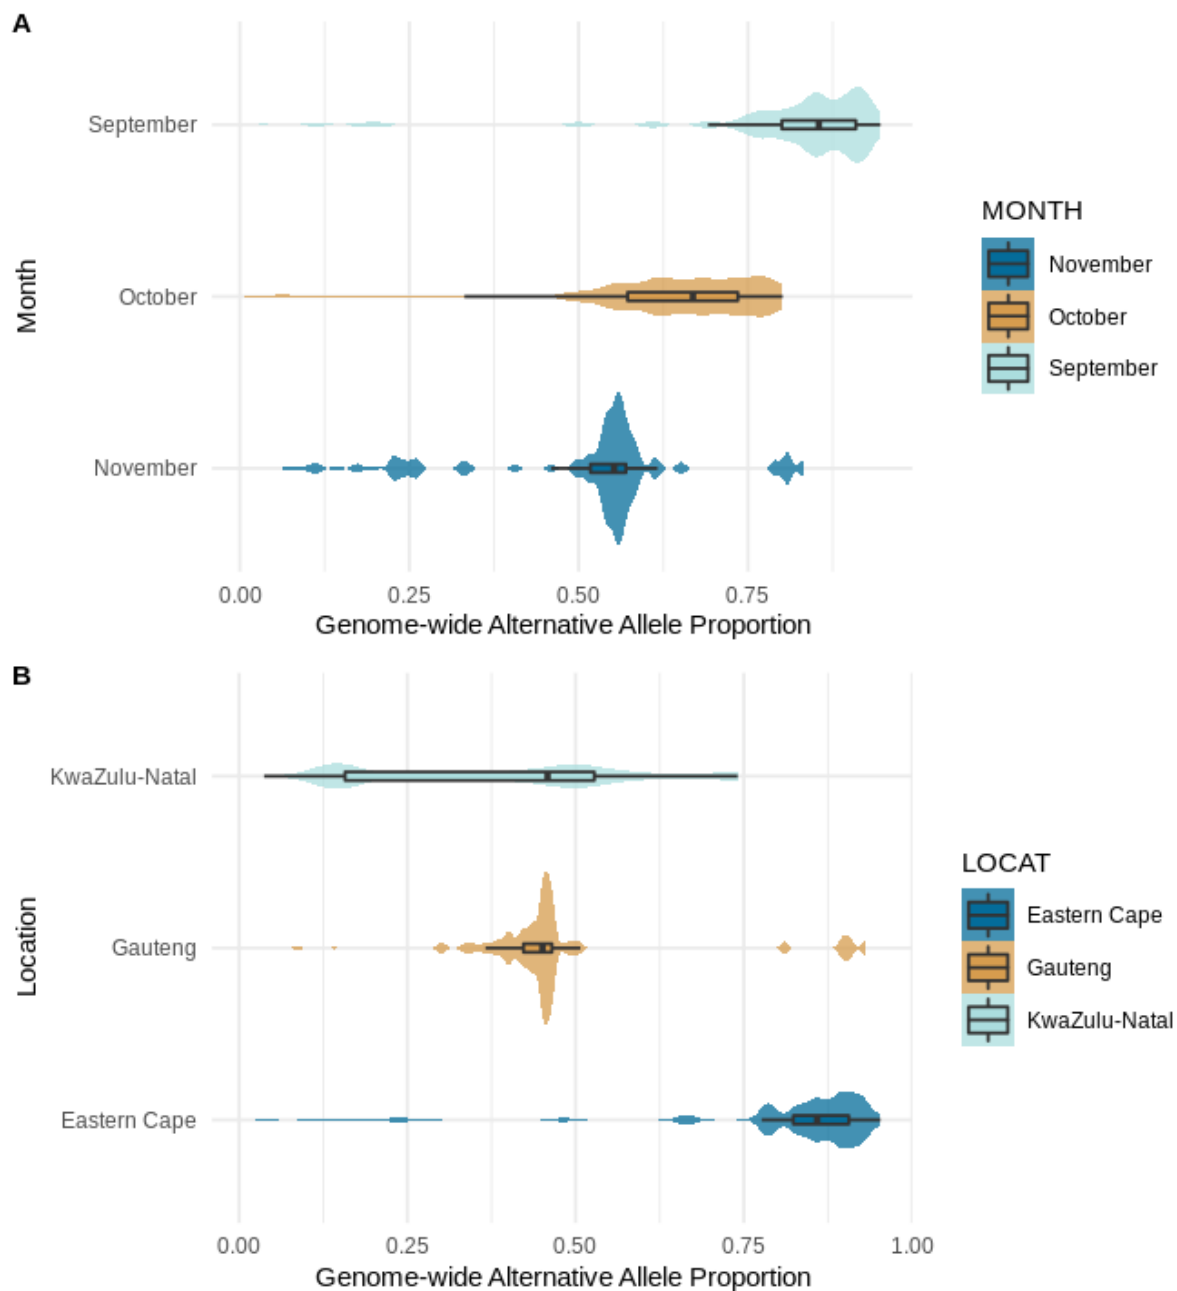 A
September
October
November
Month
0.00 0.25 0.50 0.75
Genome-wide Alternative Allele Proportion
MONTH
November
October
September
B
KwaZulu-Natal
Gauteng
Eastern Cape
Location
0.00 0.25 0.50 0.75 1.00
Genome-wide Alternative Allele Proportion
LOCAT
Eastern Cape
Gauteng
KwaZulu-Natal